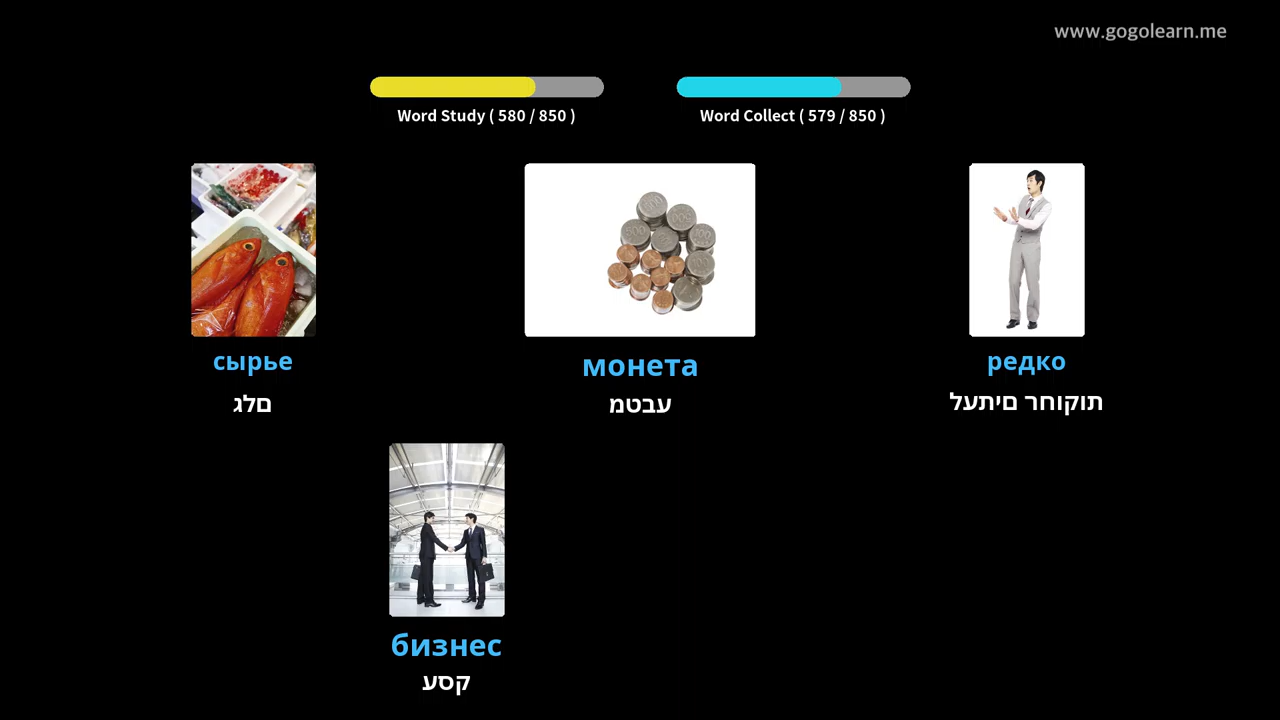 www.gogolearn.me
Word Study ( 580 / 850 )
Word Collect ( 579 / 850 )
сырье
גלם
монета
מטבע
редко
לעתים רחוקות
бизнес
עסק